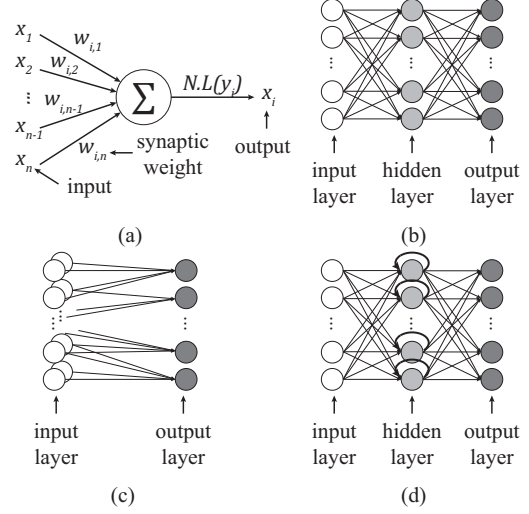 x1
wi,1
x2
wi,2
...
wi,n-1
xn-1
xn
wi,n
Σ
N.L(yi)
xi
synaptic
weight
output
input
(a)
...
...
...
input
layer
hidden
layer
output
layer
(b)
...
...
input
layer
output
layer
(c)
...
...
...
input
layer
hidden
layer
output
layer
(d)